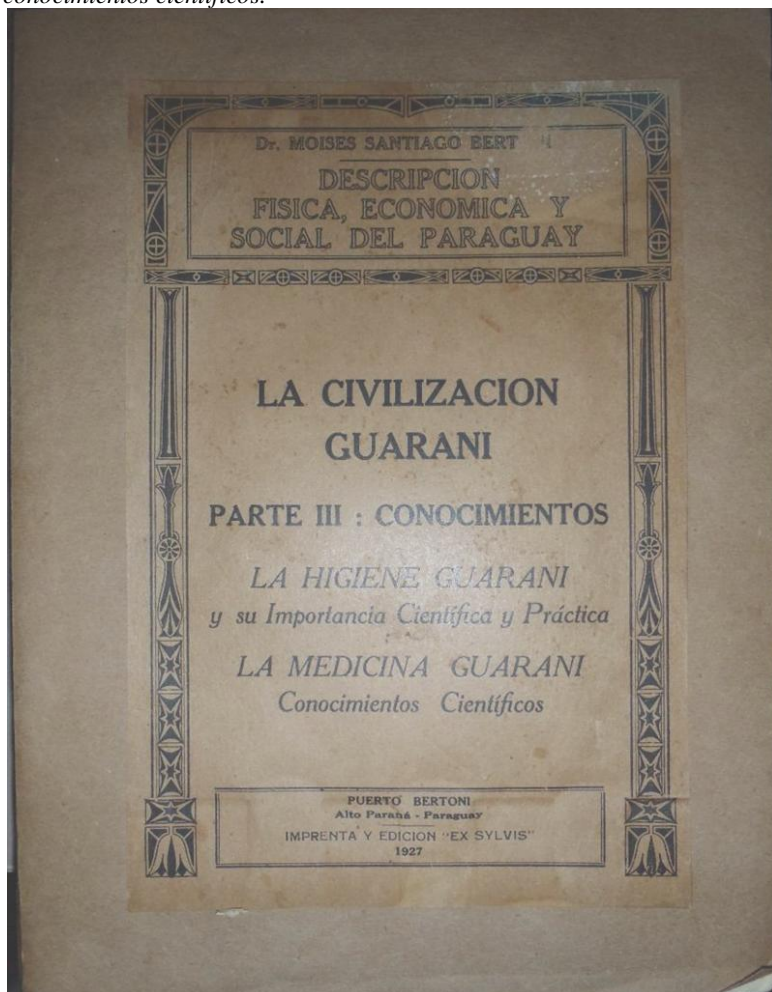 conocimientos científicos.
Dr. MOISES SANTIAGO
DESCRIPCION
FISICA, ECONOMICA Y
SOCIAL DEL PARAGUAY
LA CIVILIZACION
GUARANI
PARTE III : CONOCIMIENTOS
LA HIGIENE GUARANI
y su Importancia Científica y Práctica
LA MEDICINA GUARANI
Conocimientos Científicos
PUERTO BERTONI
Alto Paraná - Paraguay
IMPRENTA Y EDICION "EX SYLVIS"
1927